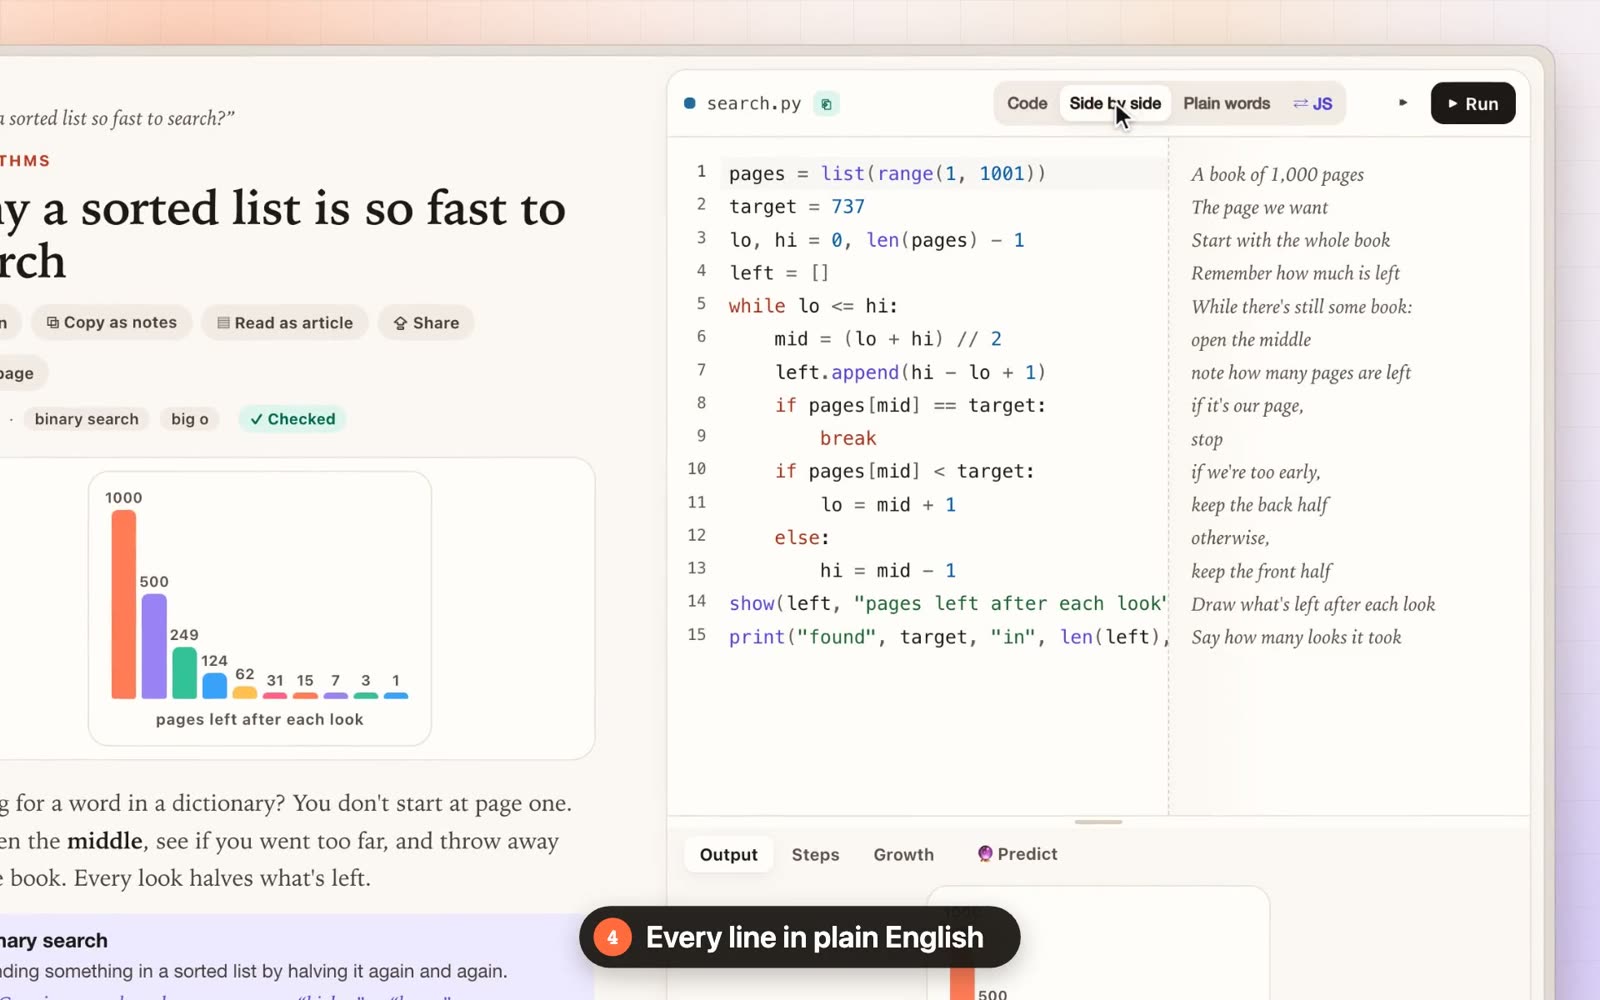 a sorted list so fast to search?”
THMS
y a sorted list is so fast to
rch
n
Copy as notes
Read as article
Share
page
· binary search
big o
✓ Checked
1000
500
249
124
62
31
15
7
3
1
pages left after each look
g for a word in a dictionary? You don't start at page one.
en the middle, see if you went too far, and throw away
e book. Every look halves what's left.
nary search
nding something in a sorted list by halving it again and again.
search.py
Code
Side by side
Plain words
⇌ JS
▸
▸ Run
1 pages = list(range(1, 1001))
A book of 1,000 pages
2 target = 737
The page we want
3 lo, hi = 0, len(pages) - 1
Start with the whole book
4 left = []
Remember how much is left
5 while lo <= hi:
While there's still some book:
6 mid = (lo + hi) // 2
open the middle
7 left.append(hi - lo + 1)
note how many pages are left
8 if pages[mid] == target:
if it's our page,
9 break
stop
10 if pages[mid] < target:
if we're too early,
11 lo = mid + 1
keep the back half
12 else:
otherwise,
13 hi = mid - 1
keep the front half
14 show(left, "pages left after each look"
Draw what's left after each look
15 print("found", target, "in", len(left),
Say how many looks it took
Output
Steps
Growth
Predict
4 Every line in plain English
500